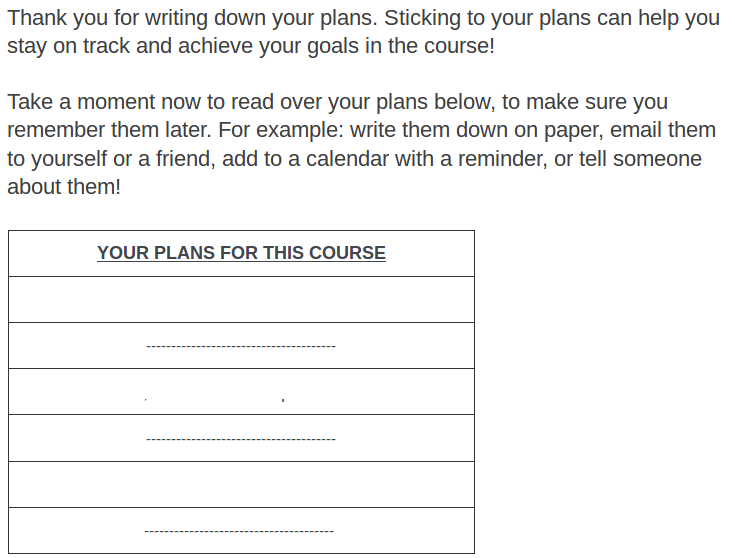 Thank you for writing down your plans. Sticking to your plans can help you
stay on track and achieve your goals in the course!
Take a moment now to read over your plans below, to make sure you
remember them later. For example: write them down on paper, email them
to yourself or a friend, add to a calendar with a reminder, or tell someone
about them!
YOUR PLANS FOR THIS COURSE
--------------------------------------
--------------------------------------
--------------------------------------